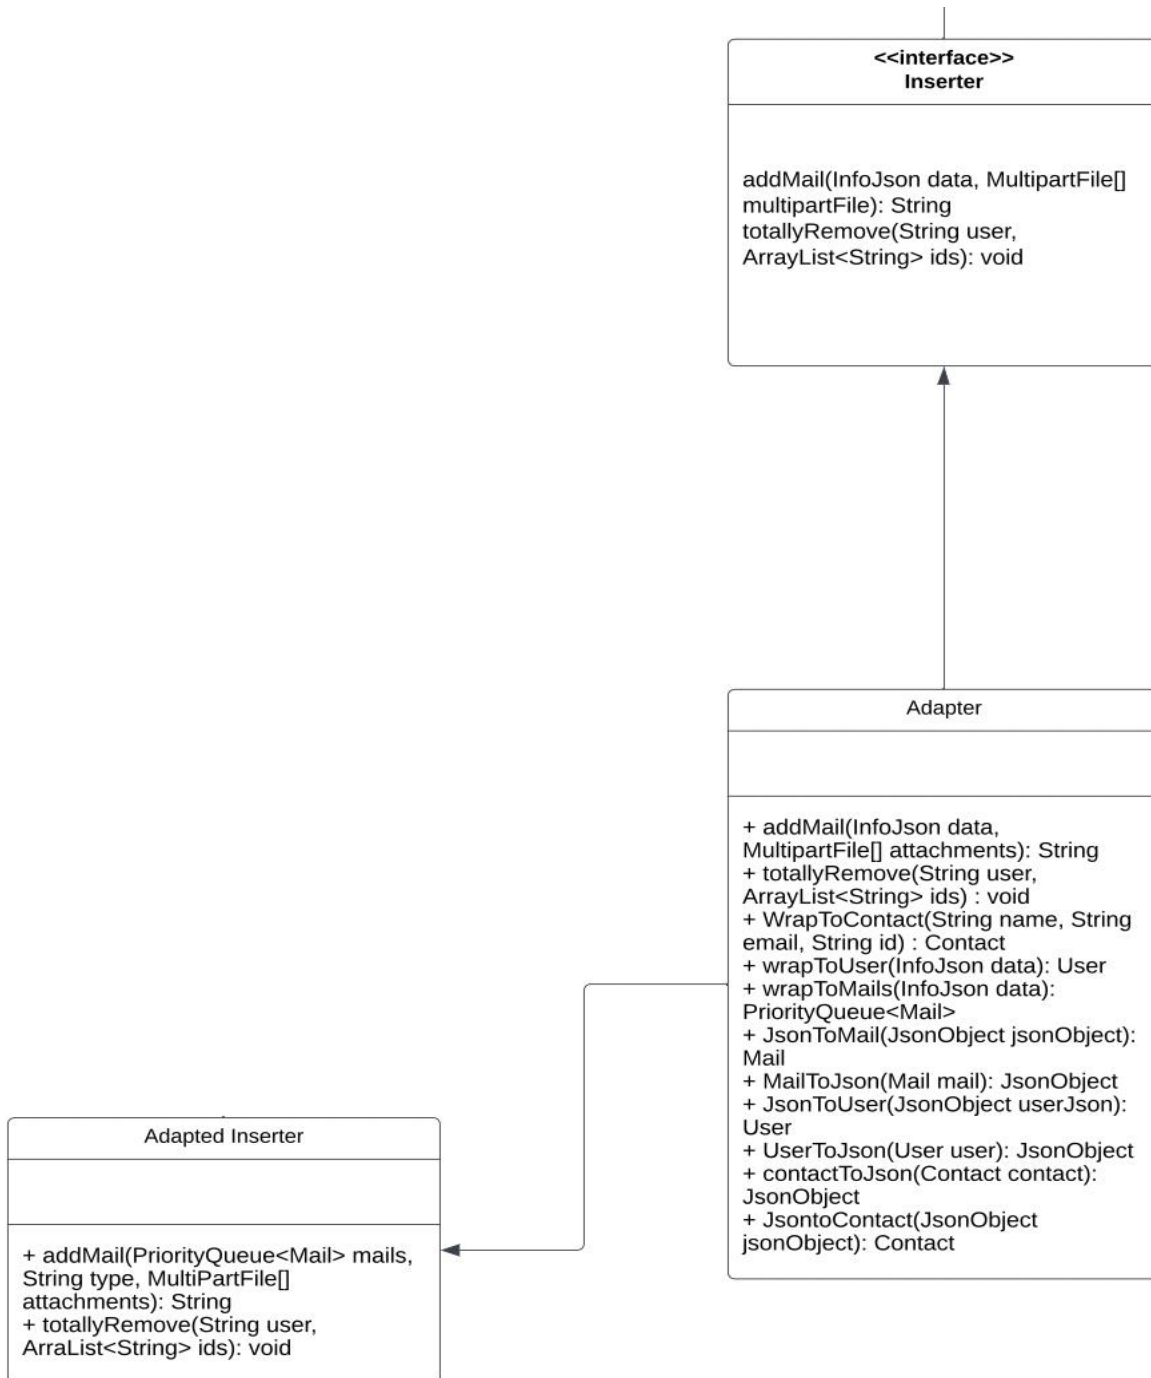 <<interface>>
Inserter
addMail(InfoJson data, MultipartFile[]
multipartFile): String
totallyRemove(String user,
ArrayList<String> ids): void
Adapter
+ addMail(InfoJson data,
MultipartFile[] attachments): String
+ totallyRemove(String user,
ArrayList<String> ids) : void
+ WrapToContact(String name, String
email, String id) : Contact
+ wrapToUser(InfoJson data): User
+ wrapToMails(InfoJson data):
PriorityQueue<Mail>
+ JsonToMail(JsonObject jsonObject):
Mail
+ MailToJson(Mail mail): JsonObject
+ JsonToUser(JsonObject userJson):
User
+ UserToJson(User user): JsonObject
+ contactToJson(Contact contact):
JsonObject
+ JsontoContact(JsonObject
jsonObject): Contact
Adapted Inserter
+ addMail(PriorityQueue<Mail> mails,
String type, MultiPartFile[]
attachments): String
+ totallyRemove(String user,
ArraList<String> ids): void